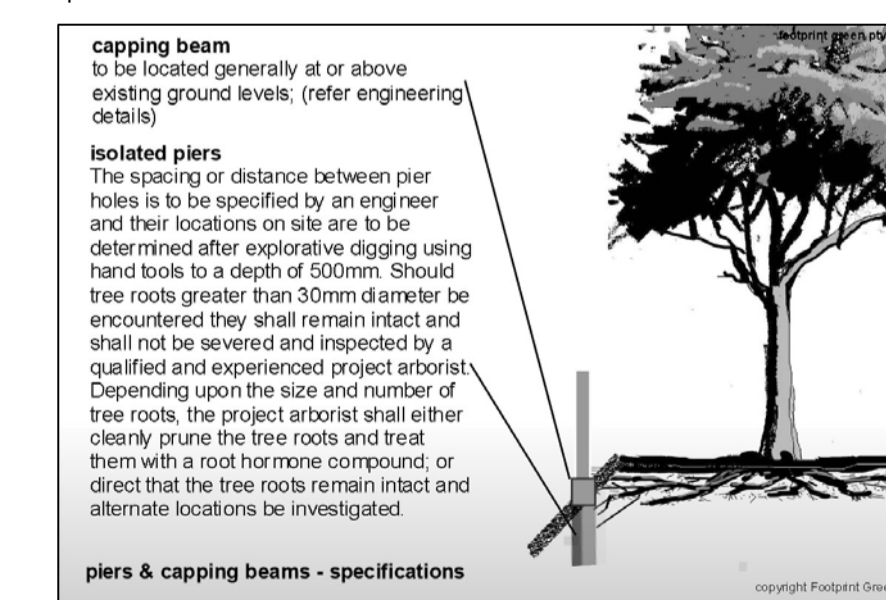 footprint green pty
capping beam
to be located generally at or above
existing ground levels; (refer engineering
details)
isolated piers
The spacing or distance between pier
holes is to be specified by an engineer
and their locations on site are to be
determined after explorative digging using
hand tools to a depth of 500mm. Should
tree roots greater than 30mm diameter be
encountered they shall remain intact and
shall not be severed and inspected by a
qualified and experienced project arborist.
Depending upon the size and number of
tree roots, the project arborist shall either
cleanly prune the tree roots and treat
them with a root hormone compound; or
direct that the tree roots remain intact and
alternate locations be investigated.
piers & capping beams - specifications
copyright Footprint Gree